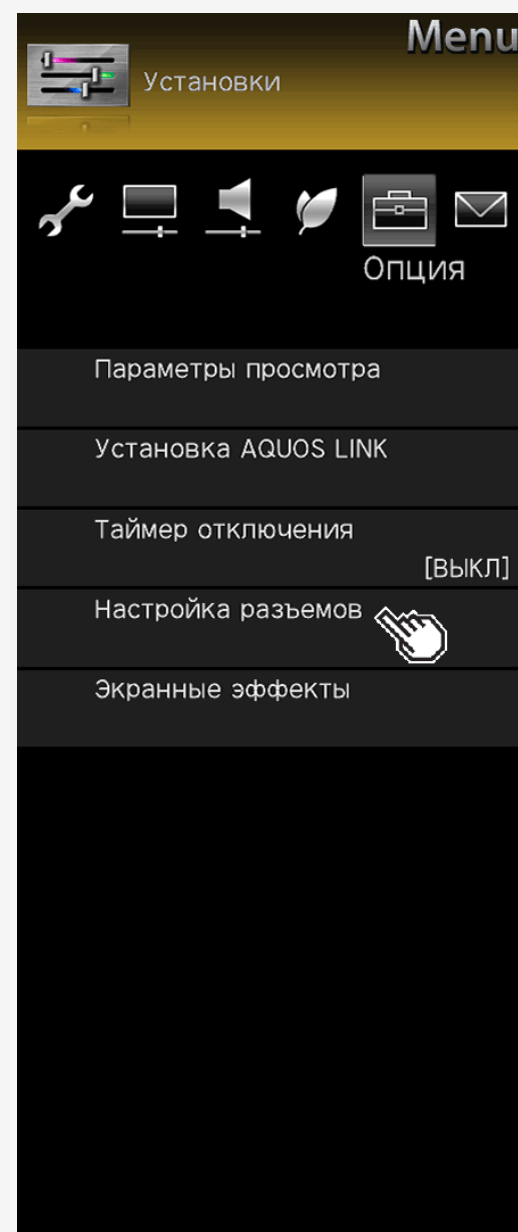 Menu
Установки
Опция
Параметры просмотра
Установка AQUOS LINK
Таймер отключения
[ВЫКЛ]
Настройка разъемов
Экранные эффекты